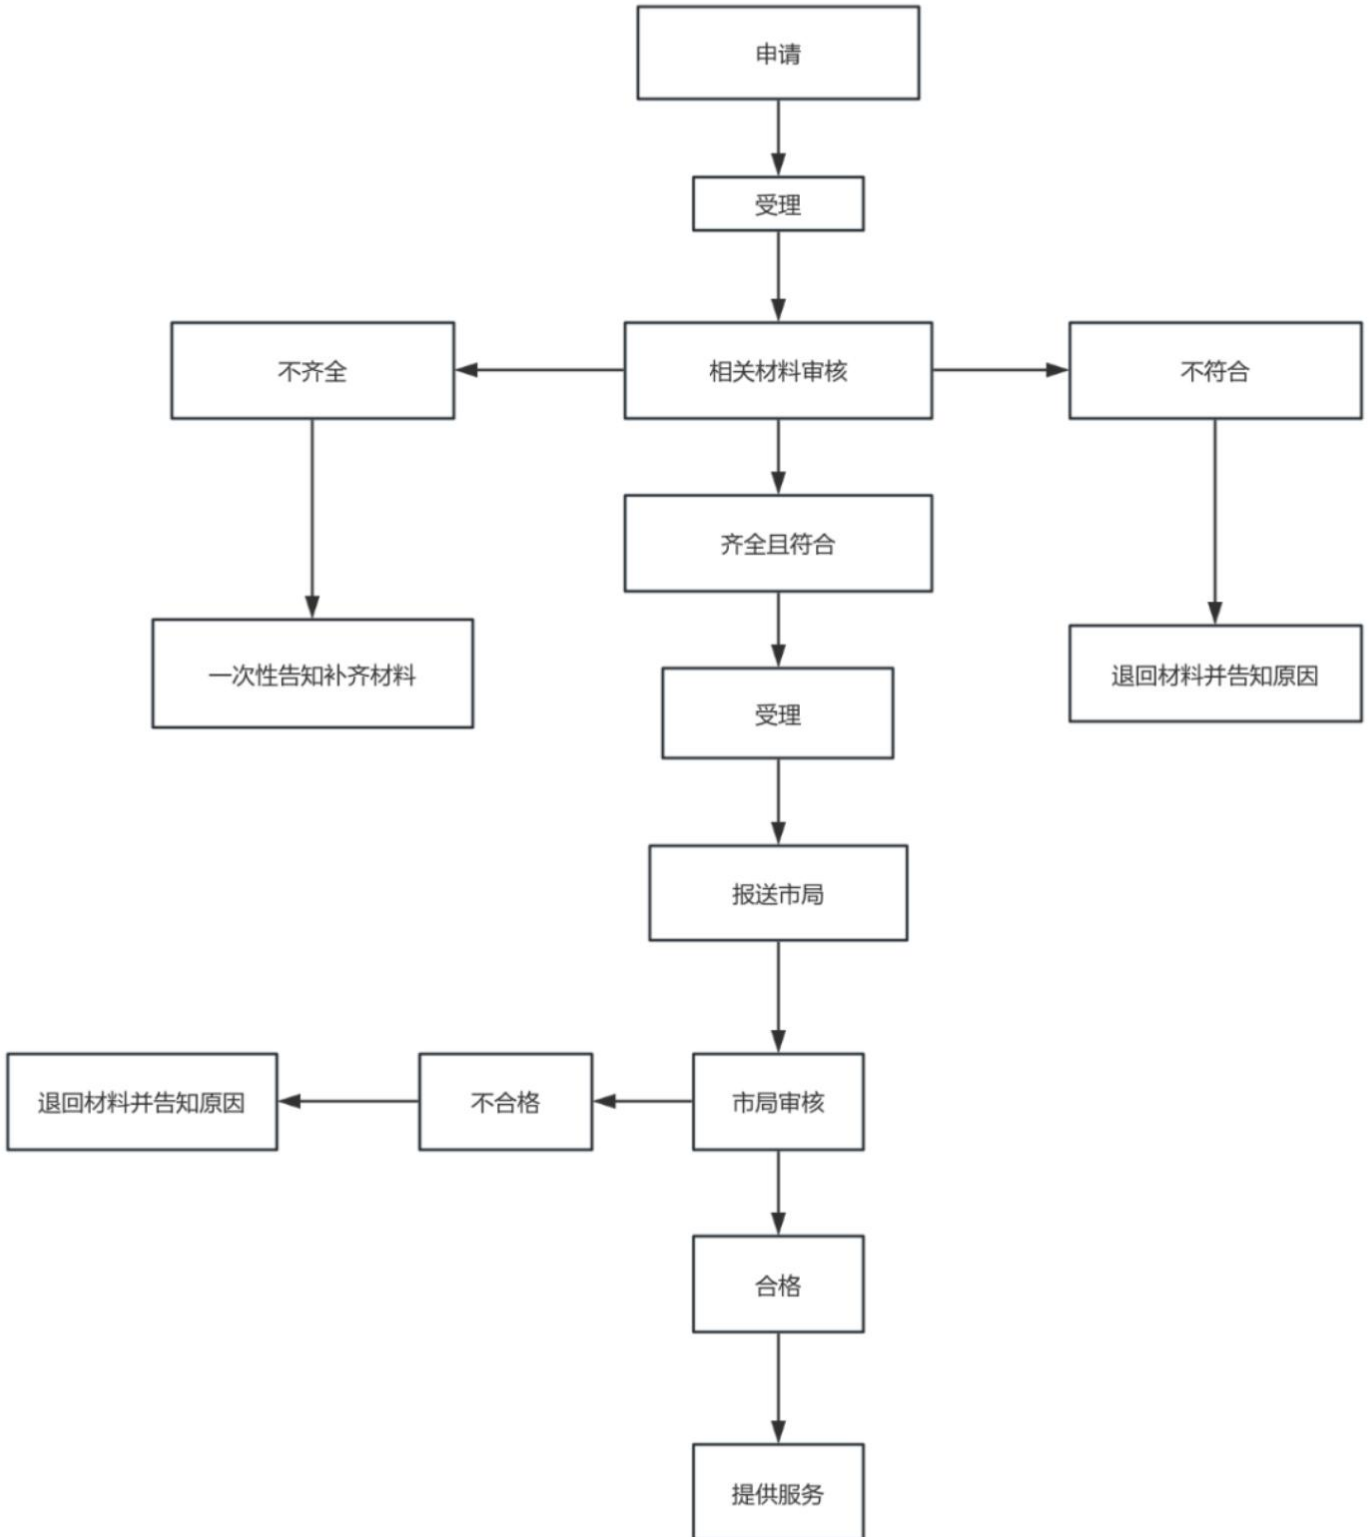 申请
受理
不齐全
相关材料审核
不符合
齐全且符合
一次性告知补齐材料
退回材料并告知原因
受理
报送市局
退回材料并告知原因
不合格
市局审核
合格
提供服务